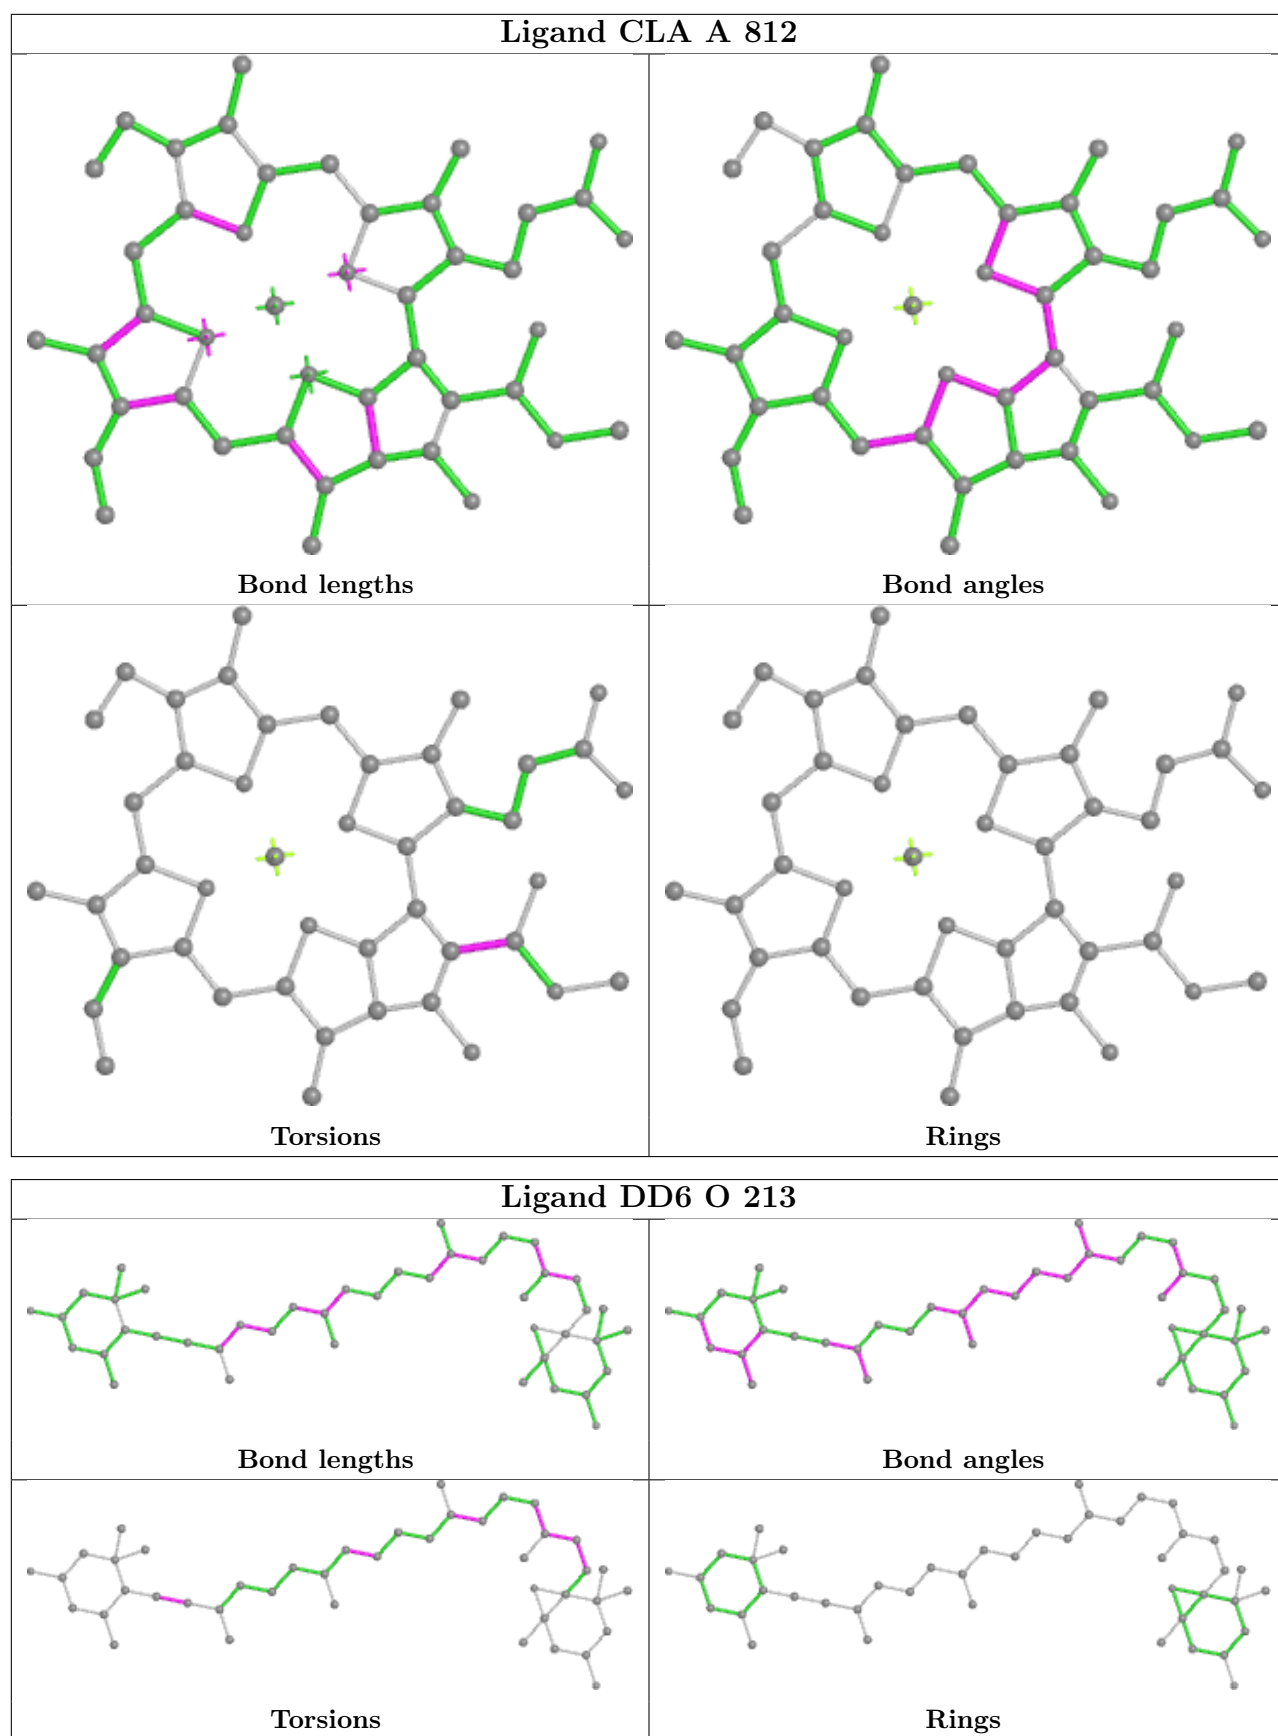 Ligand CLA A 812
Bond lengths
Bond angles
Torsions
Rings
Ligand DD6 O 213
Bond lengths
Bond angles
Torsions
Rings